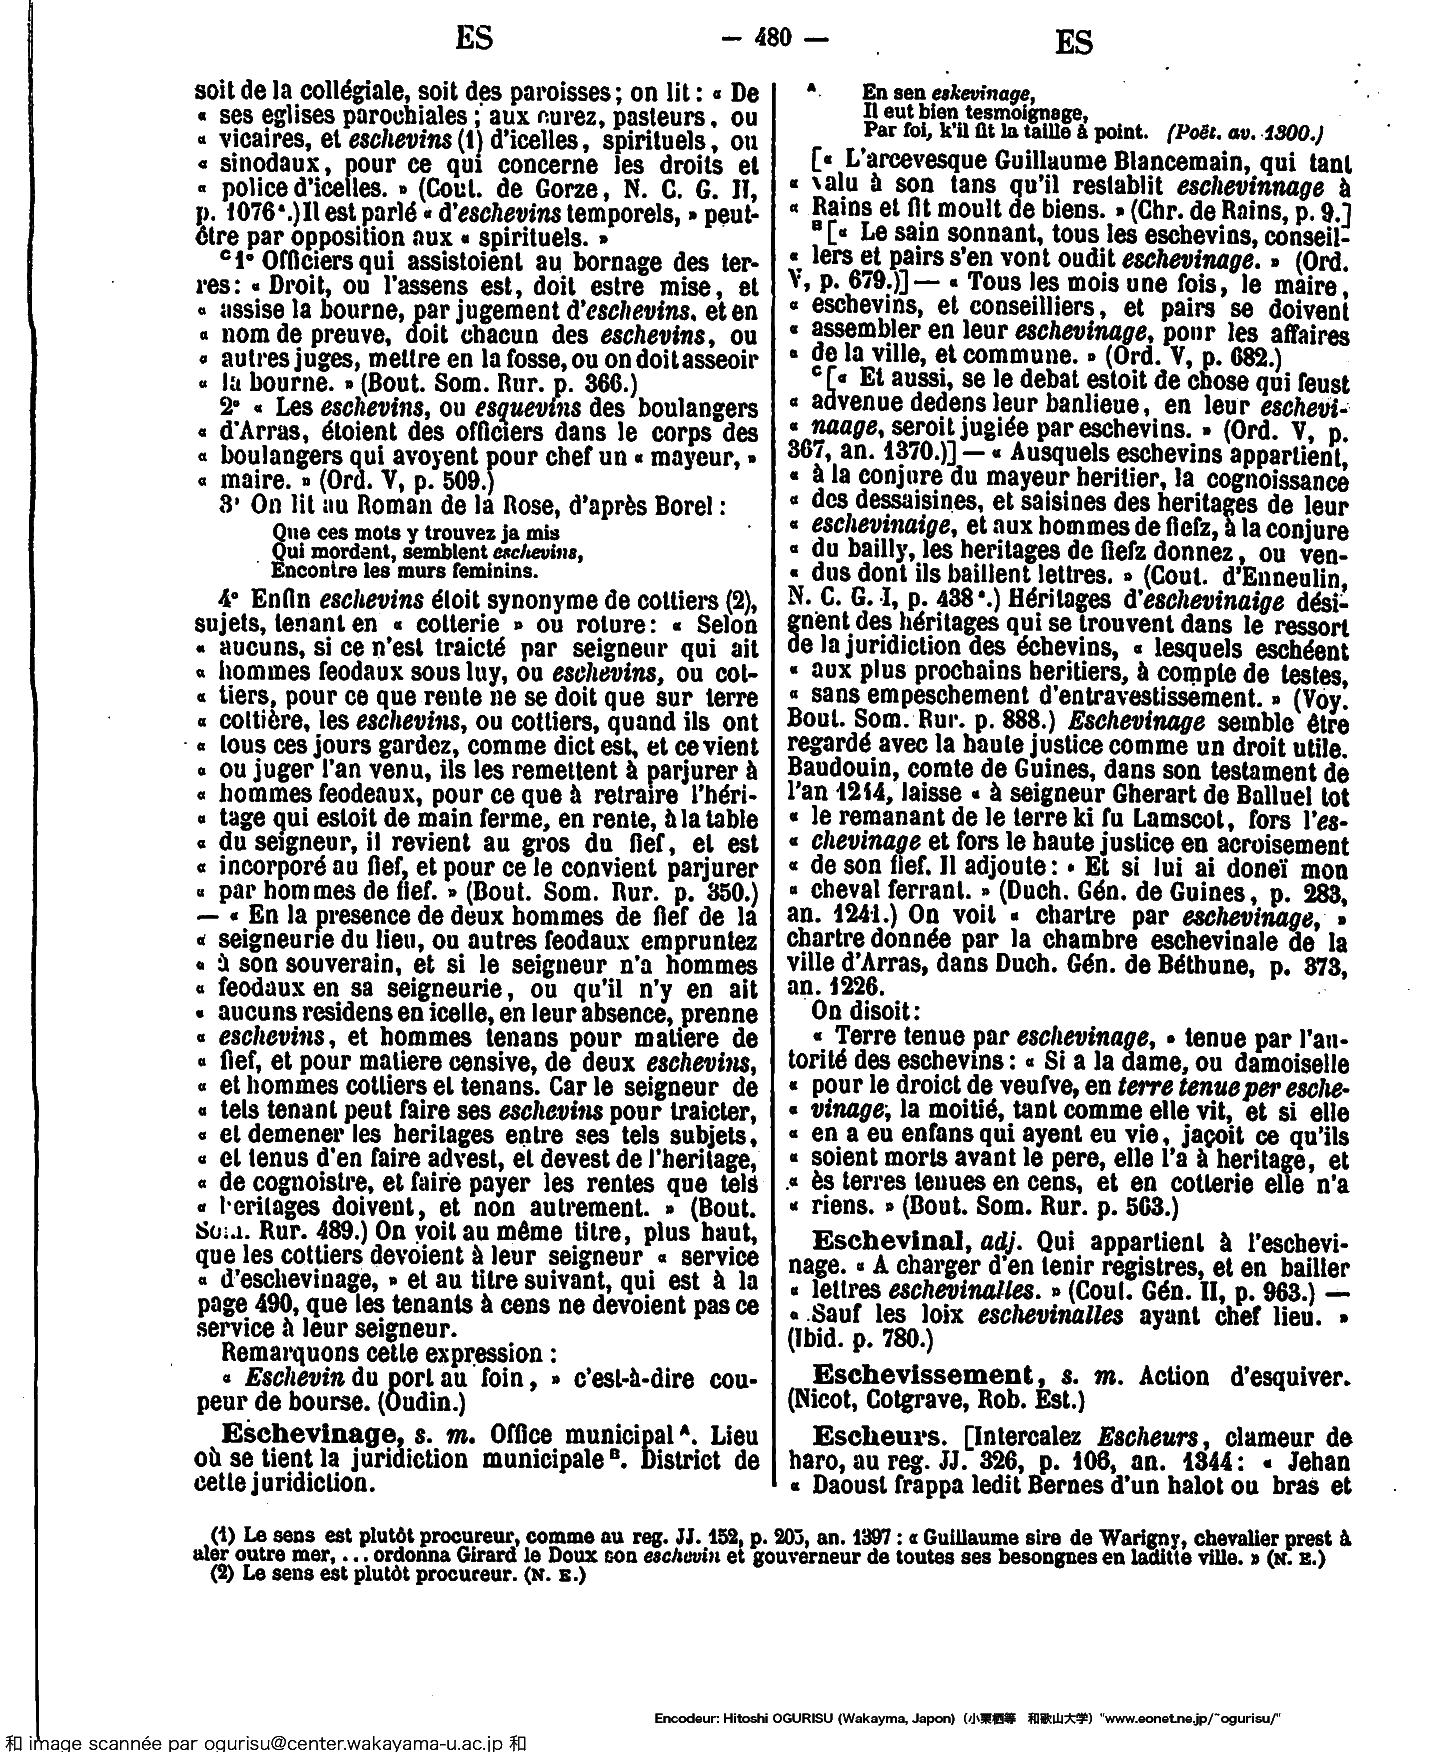 ES
— 480 —
ES
soit de la collégiale, soit des paroisses ; on lit : « De
« ses eglises parochiales ; aux curez, pasteurs, ou
« vicaires, et eschevins (1) d'icelles, spirituels, ou
« sinodaux, pour ce qui concerne les droits et
« police d'icelles. » (Cout. de Gorze, N. C. G. II,
p. 1076ª.) Il est parlé « d'eschevins temporels, » peut-
être par opposition aux « spirituels. »
ᶜ 1° Officiers qui assistoient au bornage des ter-
res : « Droit, ou l'assens est, doit estre mise, et
« assise la bourne, par jugement d'eschevins, et en
« nom de preuve, doit chacun des eschevins, ou
« autres juges, mettre en la fosse, ou on doit asseoir
« la bourne. » (Bout. Som. Rur. p. 366.)
2° « Les eschevins, ou esquevins des boulangers
« d'Arras, étoient des officiers dans le corps des
« boulangers qui avoyent pour chef un « mayeur, »
« maire. » (Ord. V, p. 509.)
3° On lit au Roman de la Rose, d'après Borel :
Que ces mots y trouvez ja mis
Qui mordent, semblent eschevins,
Encontre les murs feminins.
4° Enfin eschevins étoit synonyme de cottiers (2),
sujets, tenant en « cotterie » ou roture : « Selon
« aucuns, si ce n'est traicté par seigneur qui ait
« hommes feodaux sous luy, ou eschevins, ou cot-
« tiers, pour ce que rente ne se doit que sur terre
« cottière, les eschevins, ou cottiers, quand ils ont
« tous ces jours gardez, comme dict est, et ce vient
« ou juger l'an venu, ils les remettent à parjurer à
« hommes feodeaux, pour ce que à retraire l'héri-
« tage qui estoit de main ferme, en rente, à la table
« du seigneur, il revient au gros du fief, et est
« incorporé au fief, et pour ce le convient parjurer
« par hommes de fief. » (Bout. Som. Rur. p. 350.)
— « En la presence de deux hommes de fief de la
« seigneurie du lieu, ou autres feodaux empruntez
« à son souverain, et si le seigneur n'a hommes
« feodaux en sa seigneurie, ou qu'il n'y en ait
« aucuns residens en icelle, en leur absence, prenne
« eschevins, et hommes tenans pour matiere de
« fief, et pour matiere censive, de deux eschevins,
« et hommes cottiers et tenans. Car le seigneur de
« tels tenant peut faire ses eschevins pour traicter,
« et demener les heritages entre ses tels subjets,
« et tenus d'en faire advest, et devest de l'heritage,
« de cognoistre, et faire payer les rentes que tels
« heritages doivent, et non autrement. » (Bout.
Som. Rur. 489.) On voit au même titre, plus haut,
que les cottiers devoient à leur seigneur « service
« d'eschevinage, » et au titre suivant, qui est à la
page 490, que les tenants à cens ne devoient pas ce
service à leur seigneur.
Remarquons cette expression :
« Eschevin du port au foin, » c'est-à-dire cou-
peur de bourse. (Oudin.)
Eschevinage, s. m. Office municipal ᴬ. Lieu
où se tient la juridiction municipale ᴮ. District de
cette juridiction.
ᴬ En sen eskevinage,
Il eut bien tesmoignage,
Par foi, k'il fit la taille à point. (Poët. av. 1300.)
[« L'arcevesque Guillaume Blancemain, qui tant
« valu à son tans qu'il restablit eschevinnage à
« Rains et fit moult de biens. » (Chr. de Rains, p. 9.]
ᴮ [« Le sain sonnant, tous les eschevins, conseil-
« lers et pairs s'en vont oudit eschevinage. » (Ord.
V, p. 679.)] — « Tous les mois une fois, le maire,
« eschevins, et conseilliers, et pairs se doivent
« assembler en leur eschevinage, pour les affaires
« de la ville, et commune. » (Ord. V, p. 682.)
ᶜ [« Et aussi, se le debat estoit de chose qui feust
« advenue dedens leur banlieue, en leur eschevi-
« naage, seroit jugiée par eschevins. » (Ord. V, p.
367, an. 1370.)] — « Ausquels eschevins appartient,
« à la conjure du mayeur heritier, la cognoissance
« des dessaisines, et saisines des heritages de leur
« eschevinaige, et aux hommes de fiefz, à la conjure
« du bailly, les heritages de fiefz donnez, ou ven-
« dus dont ils baillent lettres. » (Cout. d'Enneulin,
N. C. G. I, p. 438ª.) Héritages d'eschevinaige dési-
gnent des héritages qui se trouvent dans le ressort
de la juridiction des échevins, « lesquels eschéent
« aux plus prochains heritiers, à compte de testes,
« sans empeschement d'entravestissement. » (Voy.
Bout. Som. Rur. p. 888.) Eschevinage semble être
regardé avec la haute justice comme un droit utile.
Baudouin, comte de Guines, dans son testament de
l'an 1214, laisse « à seigneur Gherart de Balluel tot
« le remanant de le terre ki fu Lamscot, fors l'es-
« chevinage et fors le haute justice en acroisement
« de son fief. Il adjoute : « Et si lui ai doneï mon
« cheval ferrant. » (Duch. Gén. de Guines, p. 283,
an. 1241.) On voit « chartre par eschevinage, »
chartre donnée par la chambre eschevinale de la
ville d'Arras, dans Duch. Gén. de Béthune, p. 373,
an. 1226.
On disoit :
« Terre tenue par eschevinage, » tenue par l'au-
torité des eschevins : « Si a la dame, ou damoiselle
« pour le droict de veufve, en terre tenue per esche-
« vinage, la moitié, tant comme elle vit, et si elle
« en a eu enfans qui ayent eu vie, jaçoit ce qu'ils
« soient morts avant le pere, elle l'a à heritage, et
« ès terres tenues en cens, et en cotterie elle n'a
« riens. » (Bout. Som. Rur. p. 563.)
Eschevinal, adj. Qui appartient à l'eschevi-
nage. « A charger d'en tenir registres, et en bailler
« lettres eschevinalles. » (Cout. Gén. II, p. 963.) —
« Sauf les loix eschevinalles ayant chef lieu. »
(Ibid. p. 780.)
Eschevissement, s. m. Action d'esquiver.
(Nicot, Cotgrave, Rob. Est.)
Escheurs. [Intercalez Escheurs, clameur de
haro, au reg. JJ. 326, p. 106, an. 1344 : « Jehan
« Daoust frappa ledit Bernes d'un halot ou bras et
(1) Le sens est plutôt procureur, comme au reg. JJ. 152, p. 205, an. 1397 : « Guillaume sire de Warigny, chevalier prest à
aler outre mer, ... ordonna Girard le Doux son eschevin et gouverneur de toutes ses besongnes en laditte ville. » (N. E.)
(2) Le sens est plutôt procureur. (N. E.)
Encodeur: Hitoshi OGURISU (Wakayma, Japon) (小栗栖等 和歌山大学) "www.eonet.ne.jp/~ogurisu/"
和 image scannée par ogurisu@center.wakayama-u.ac.jp 和